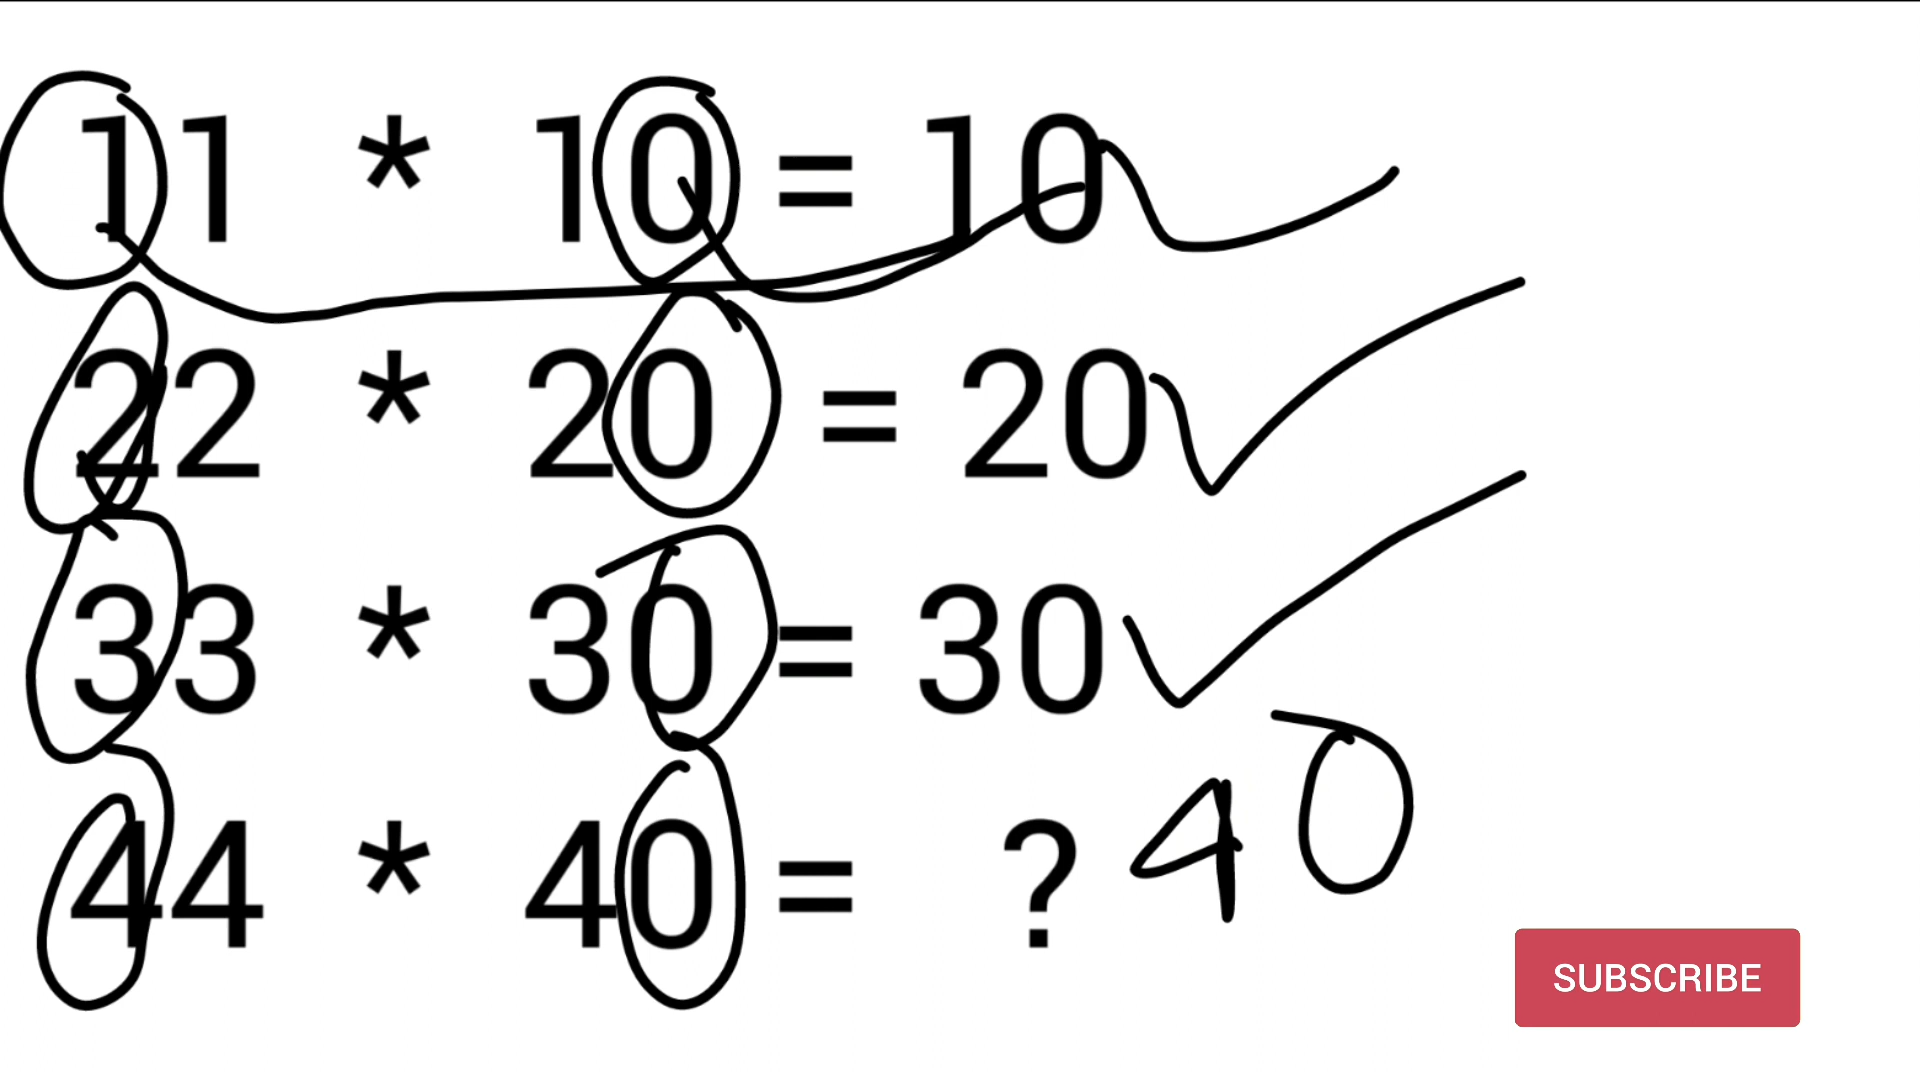 11 * 10 = 10
22 * 20 = 20
33 * 30 = 30
44 * 40 = ? 40
SUBSCRIBE